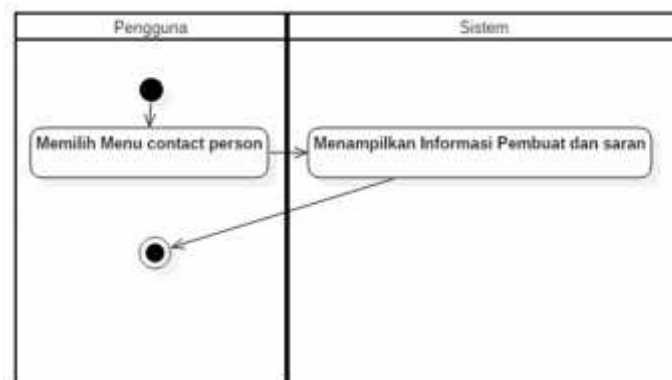 Pengguna
Sistem
Memilih Menu contact person
Menampilkan Informasi Pembuat dan saran